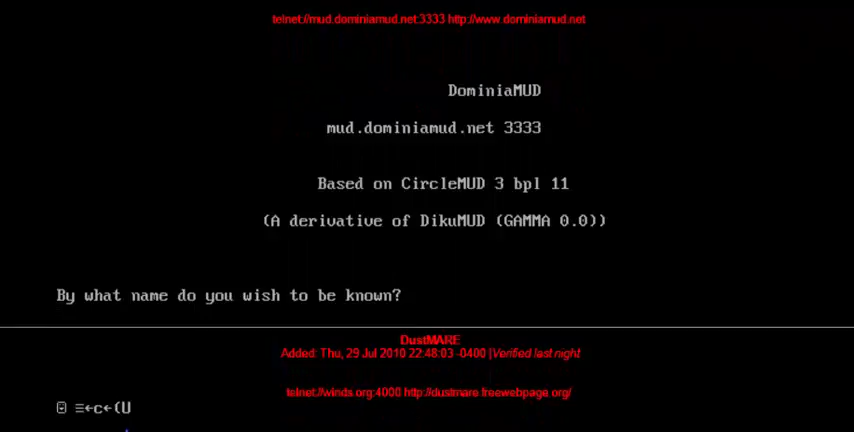 telnet://mud.dominiamud.net:3333 http://www.dominiamud.net
DominiaMUD
mud.dominiamud.net 3333
Based on CircleMUD 3 bpl 11
(A derivative of DikuMUD (GAMMA 0.0))
By what name do you wish to be known?
DustMARE
Added: Thu, 29 Jul 2010 22:48:03 -0400 |Verified last night
telnet://winds.org:4000 http://dustmare.freewebpage.org/
≡←c←(U